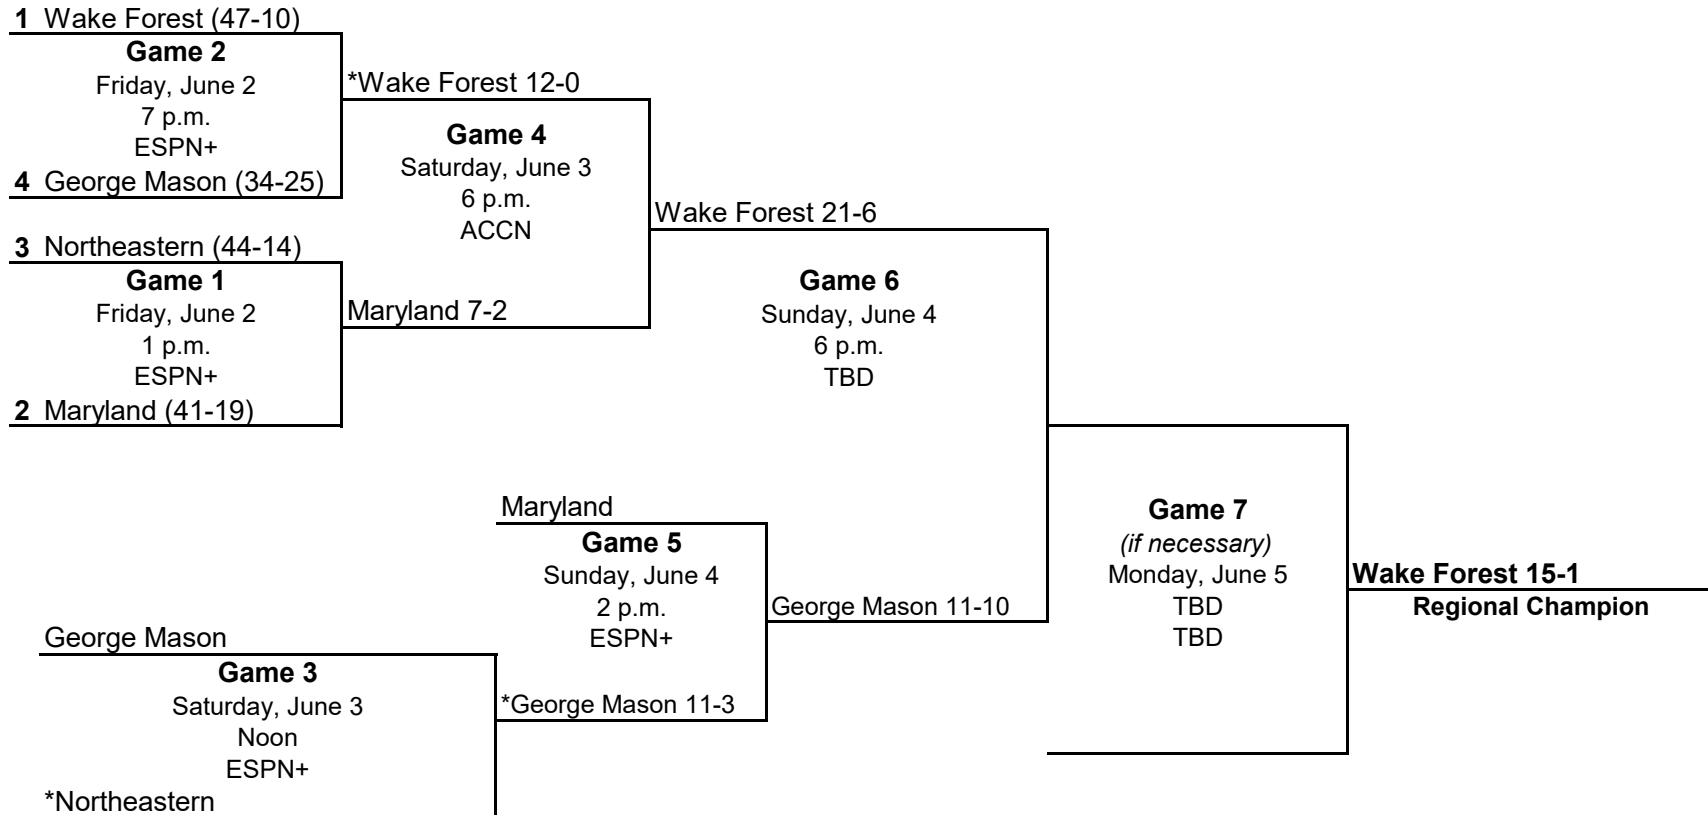 1 Wake Forest (47-10)
Game 2
Friday, June 2
7 p.m.
ESPN+
4 George Mason (34-25)
*Wake Forest 12-0
Game 4
Saturday, June 3
6 p.m.
ACCN
3 Northeastern (44-14)
Game 1
Friday, June 2
1 p.m.
ESPN+
2 Maryland (41-19)
Maryland 7-2
Wake Forest 21-6
Game 6
Sunday, June 4
6 p.m.
TBD
Maryland
Game 5
Sunday, June 4
2 p.m.
ESPN+
*George Mason 11-3
George Mason 11-10
George Mason
Game 3
Saturday, June 3
Noon
ESPN+
*Northeastern
Game 7
(if necessary)
Monday, June 5
TBD
TBD
Wake Forest 15-1
Regional Champion